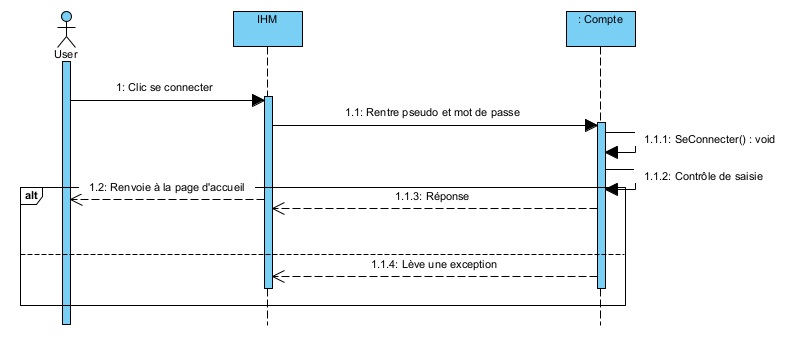 User
IHM
: Compte
1: Clic se connecter
1.1: Rentre pseudo et mot de passe
1.1.1: SeConnecter() : void
1.1.2: Contrôle de saisie
alt
1.2: Renvoie à la page d'accueil
1.1.3: Réponse
1.1.4: Lève une exception